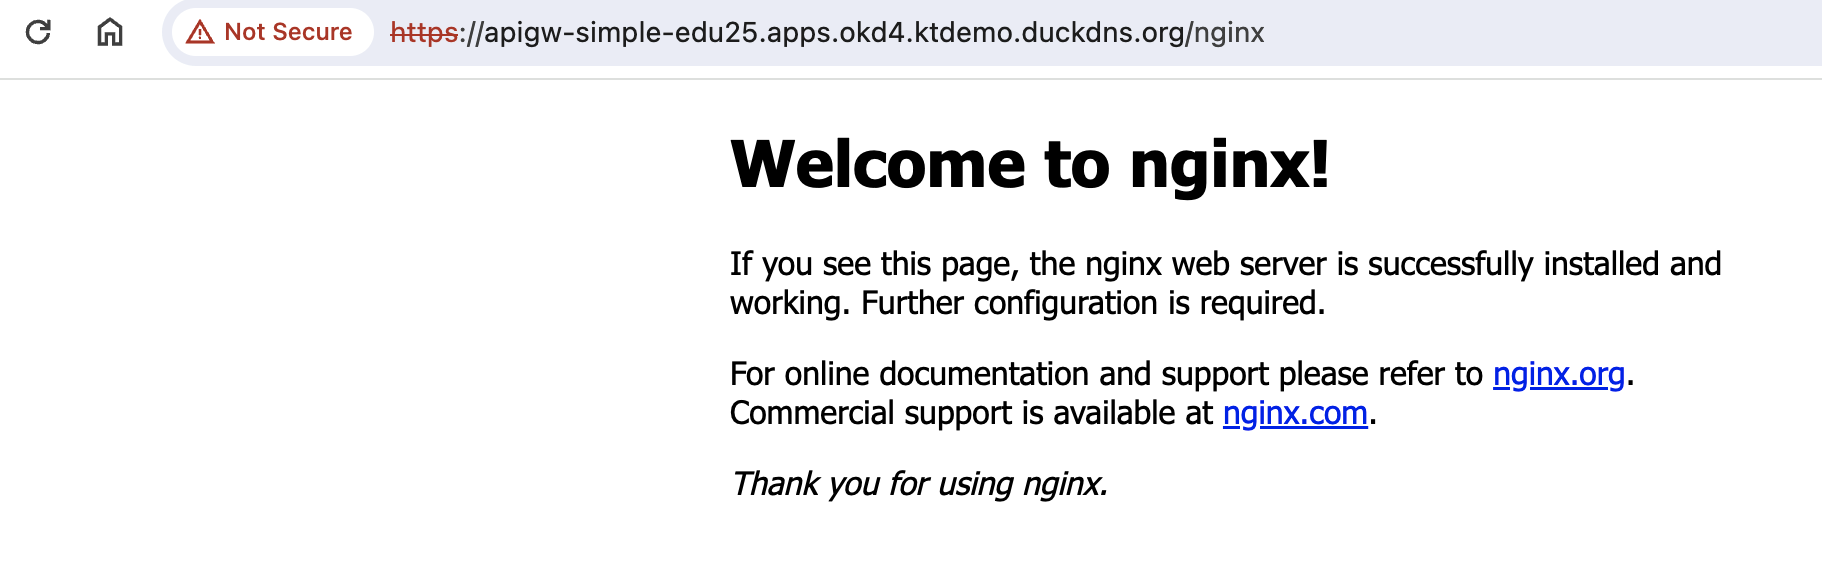 Not Secure https://apigw-simple-edu25.apps.okd4.ktdemo.duckdns.org/nginx
Welcome to nginx!
If you see this page, the nginx web server is successfully installed and
working. Further configuration is required.
For online documentation and support please refer to nginx.org.
Commercial support is available at nginx.com.
Thank you for using nginx.